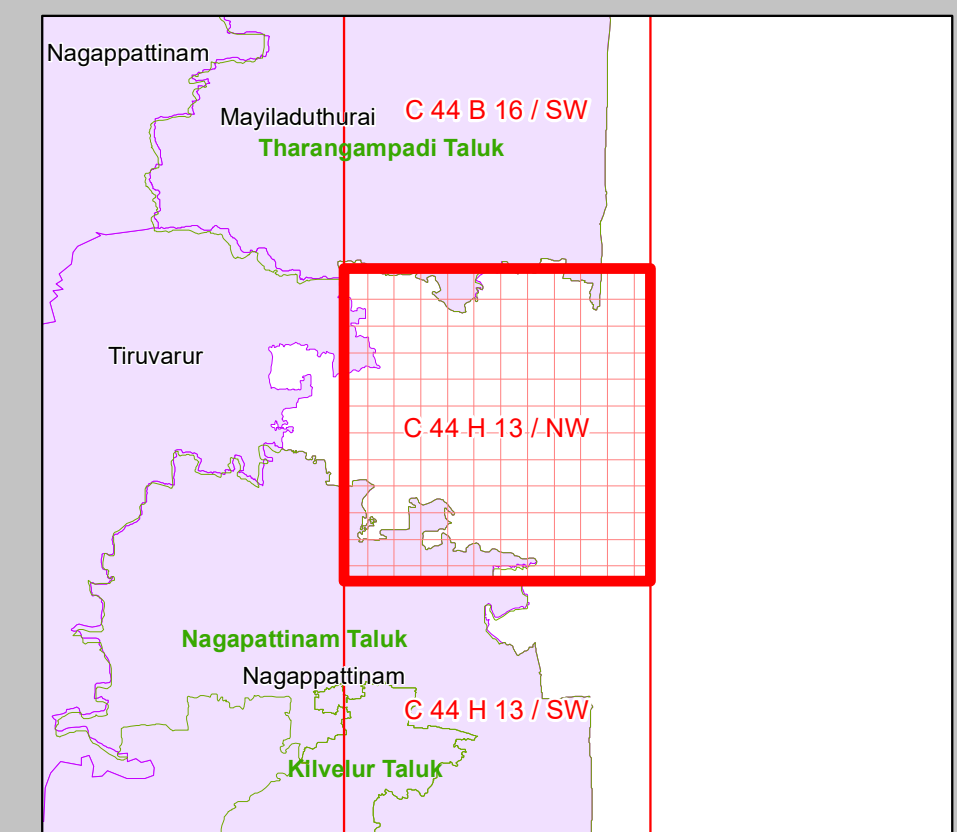 Nagappattinam
Mayiladuthurai
C 44 B 16 / SW
Tharangampadi Taluk
Tiruvarur
C 44 H 13 / NW
Nagapattinam Taluk
Nagappattinam
C 44 H 13 / SW
Kilvelur Taluk